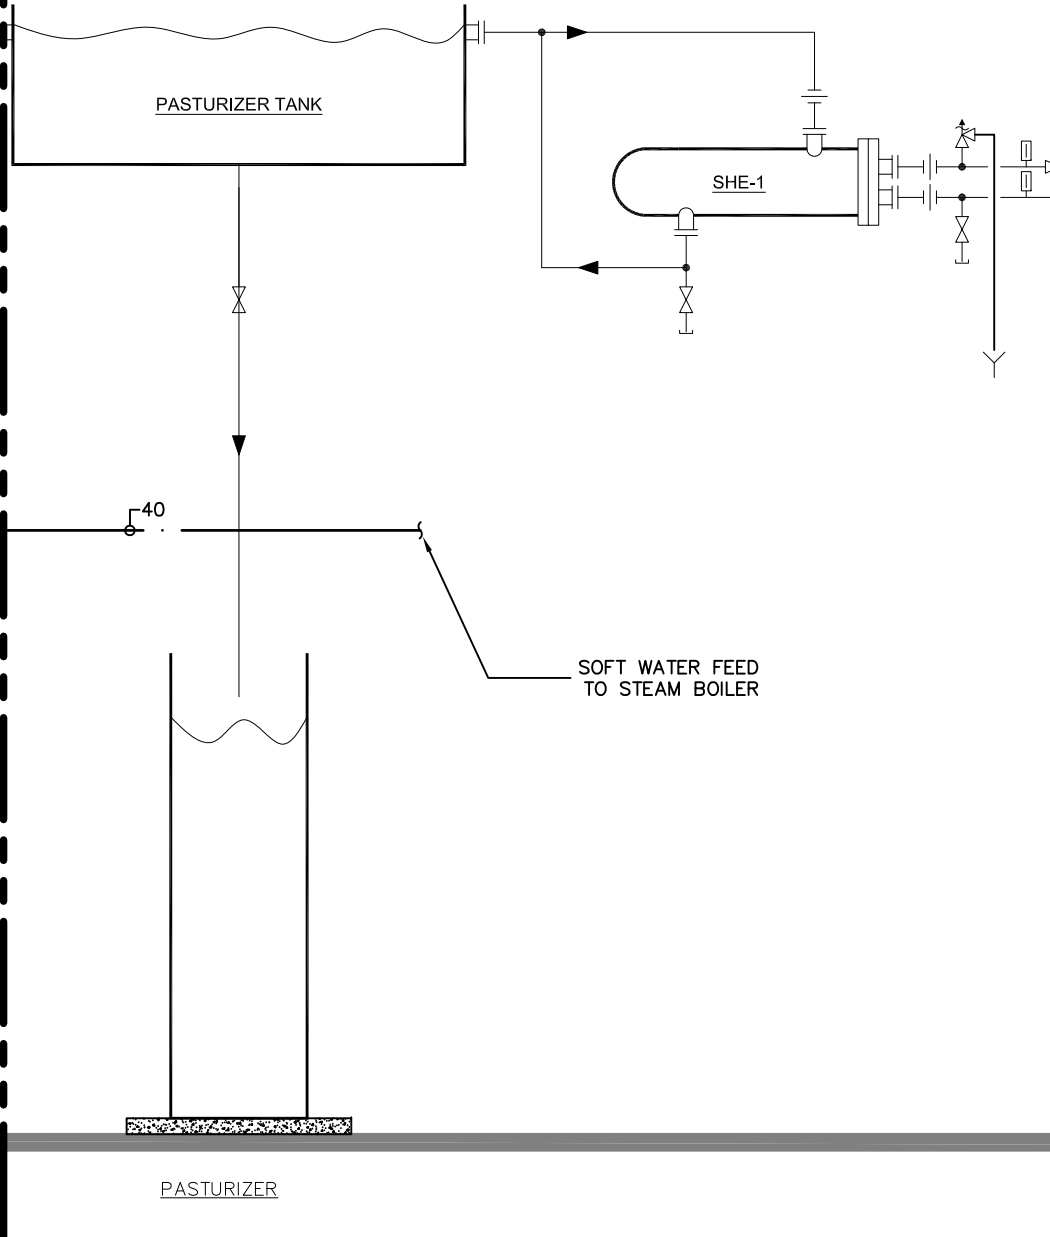 PASTURIZER TANK
SHE-1
40
SOFT WATER FEED
TO STEAM BOILER
PASTURIZER